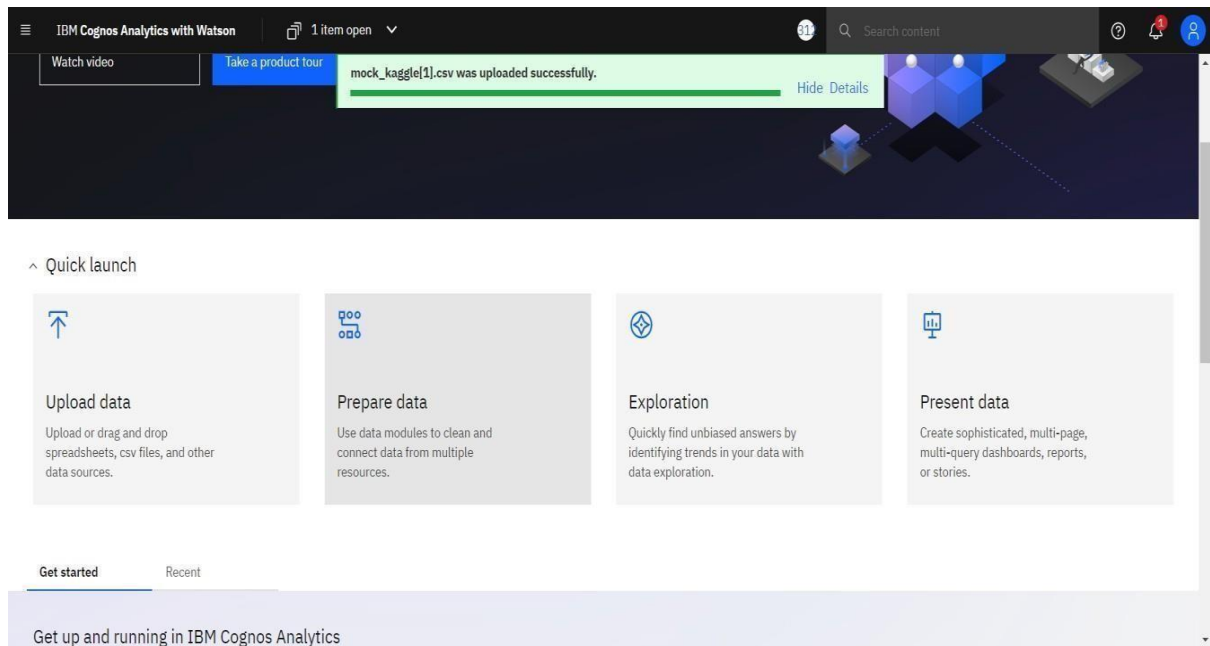 IBM Cognos Analytics with Watson
1 item open
31
Search content
1
Watch video
Take a product tour
mock_kaggle[1].csv was uploaded successfully.
Hide Details
Quick launch
Upload data
Upload or drag and drop
spreadsheets, csv files, and other
data sources.
Prepare data
Use data modules to clean and
connect data from multiple
resources.
Exploration
Quickly find unbiased answers by
identifying trends in your data with
data exploration.
Present data
Create sophisticated, multi-page,
multi-query dashboards, reports,
or stories.
Get started
Recent
Get up and running in IBM Cognos Analytics